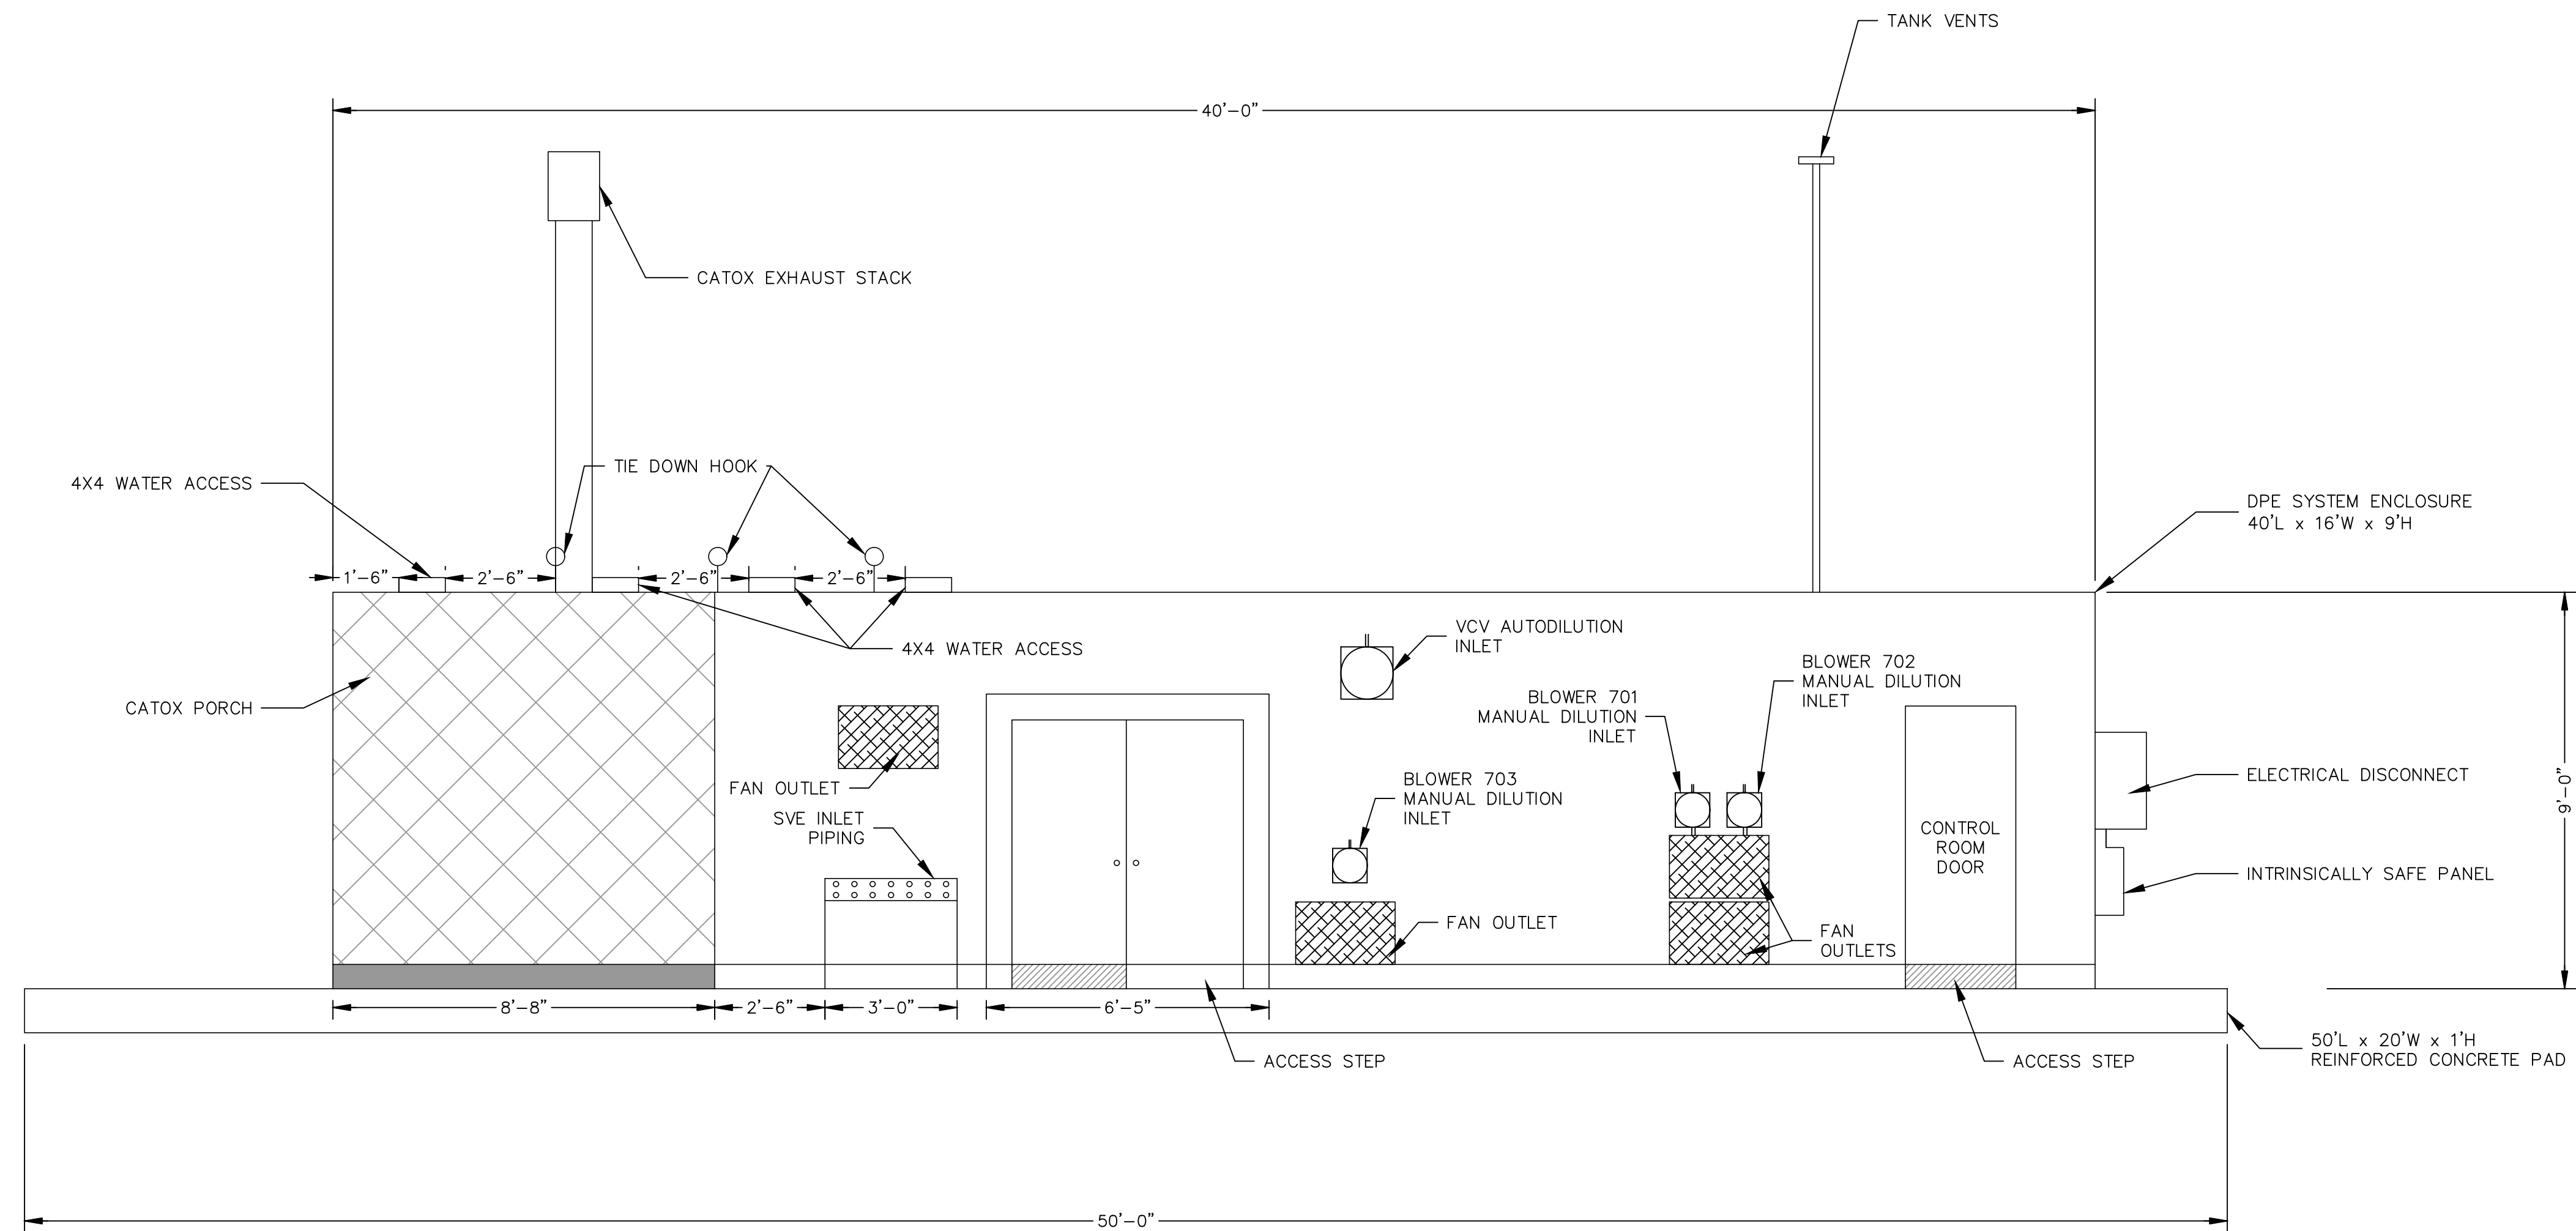 TANK VENTS
40'-0"
CATOX EXHAUST STACK
TIE DOWN HOOK
4X4 WATER ACCESS
DPE SYSTEM ENCLOSURE
40'L x 16'W x 9'H
1'-6"
2'-6"
2'-6"
2'-6"
4X4 WATER ACCESS
VCV AUTODILUTION
INLET
BLOWER 702
MANUAL DILUTION
INLET
BLOWER 701
MANUAL DILUTION
INLET
CATOX PORCH
FAN OUTLET
SVE INLET
PIPING
BLOWER 703
MANUAL DILUTION
INLET
ELECTRICAL DISCONNECT
9'-0"
CONTROL
ROOM
DOOR
INTRINSICALLY SAFE PANEL
FAN OUTLET
FAN
OUTLETS
8'-8"
2'-6"
3'-0"
6'-5"
ACCESS STEP
ACCESS STEP
50'L x 20'W x 1'H
REINFORCED CONCRETE PAD
50'-0"